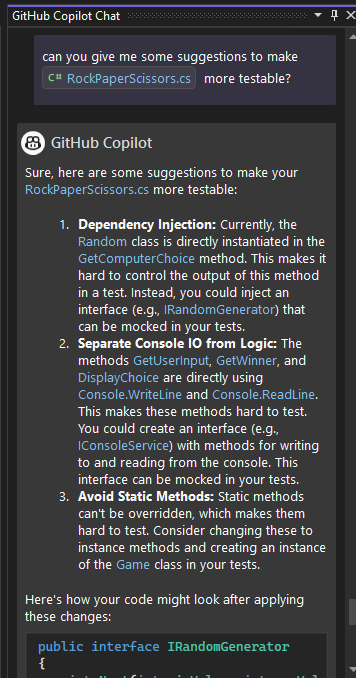 GitHub Copilot Chat
can you give me some suggestions to make
C# RockPaperScissors.cs more testable?
GitHub Copilot
Sure, here are some suggestions to make your
RockPaperScissors.cs more testable:
1. Dependency Injection: Currently, the
Random class is directly instantiated in the
GetComputerChoice method. This makes it
hard to control the output of this method
in a test. Instead, you could inject an
interface (e.g., IRandomGenerator) that
can be mocked in your tests.
2. Separate Console IO from Logic: The
methods GetUserInput, GetWinner, and
DisplayChoice are directly using
Console.WriteLine and Console.ReadLine.
This makes these methods hard to test.
You could create an interface (e.g.,
IConsoleService) with methods for writing
to and reading from the console. This
interface can be mocked in your tests.
3. Avoid Static Methods: Static methods
can't be overridden, which makes them
hard to test. Consider changing these to
instance methods and creating an instance
of the Game class in your tests.
Here's how your code might look after applying
these changes:
public interface IRandomGenerator
{